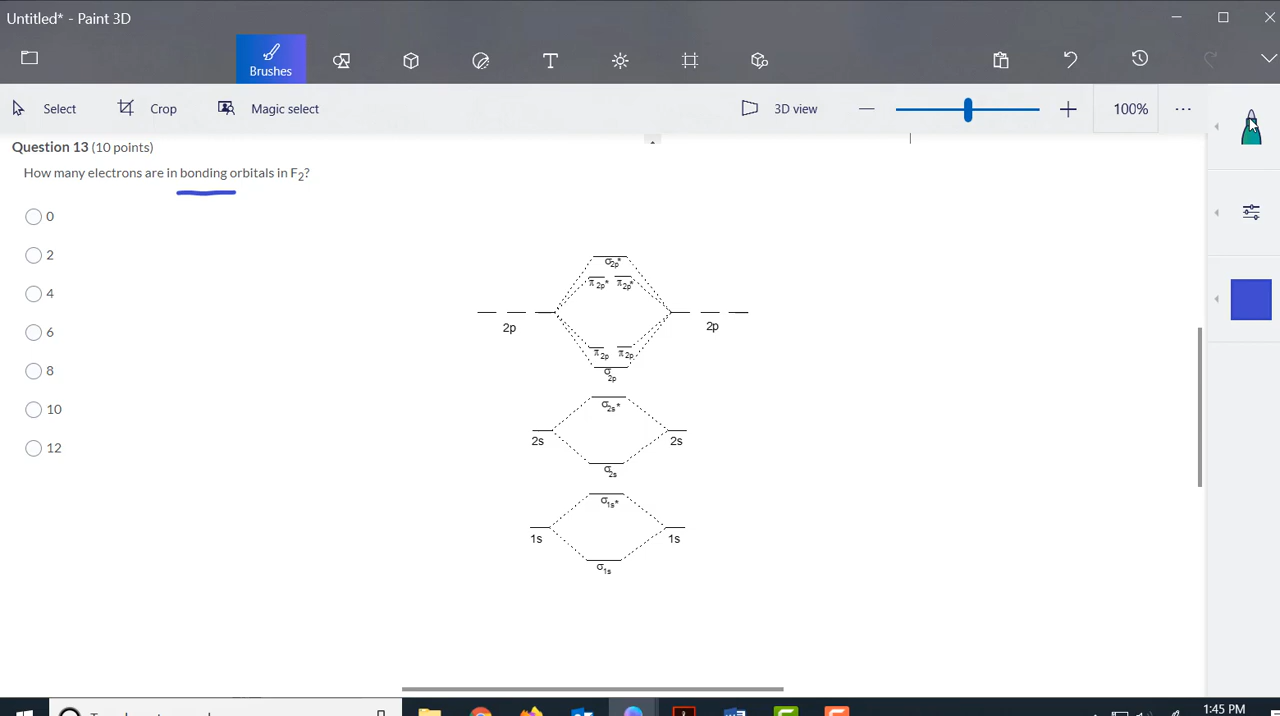 Untitled* - Paint 3D
Brushes
Select
Crop
Magic select
3D view
100%
Question 13 (10 points)
How many electrons are in bonding orbitals in F2?
0
2
4
6
8
10
12
σ2p*
π2p* π2p*
2p
2p
π2p π2p
σ2p
σ2s*
2s
2s
σ2s
σ1s*
1s
1s
σ1s
1:45 PM